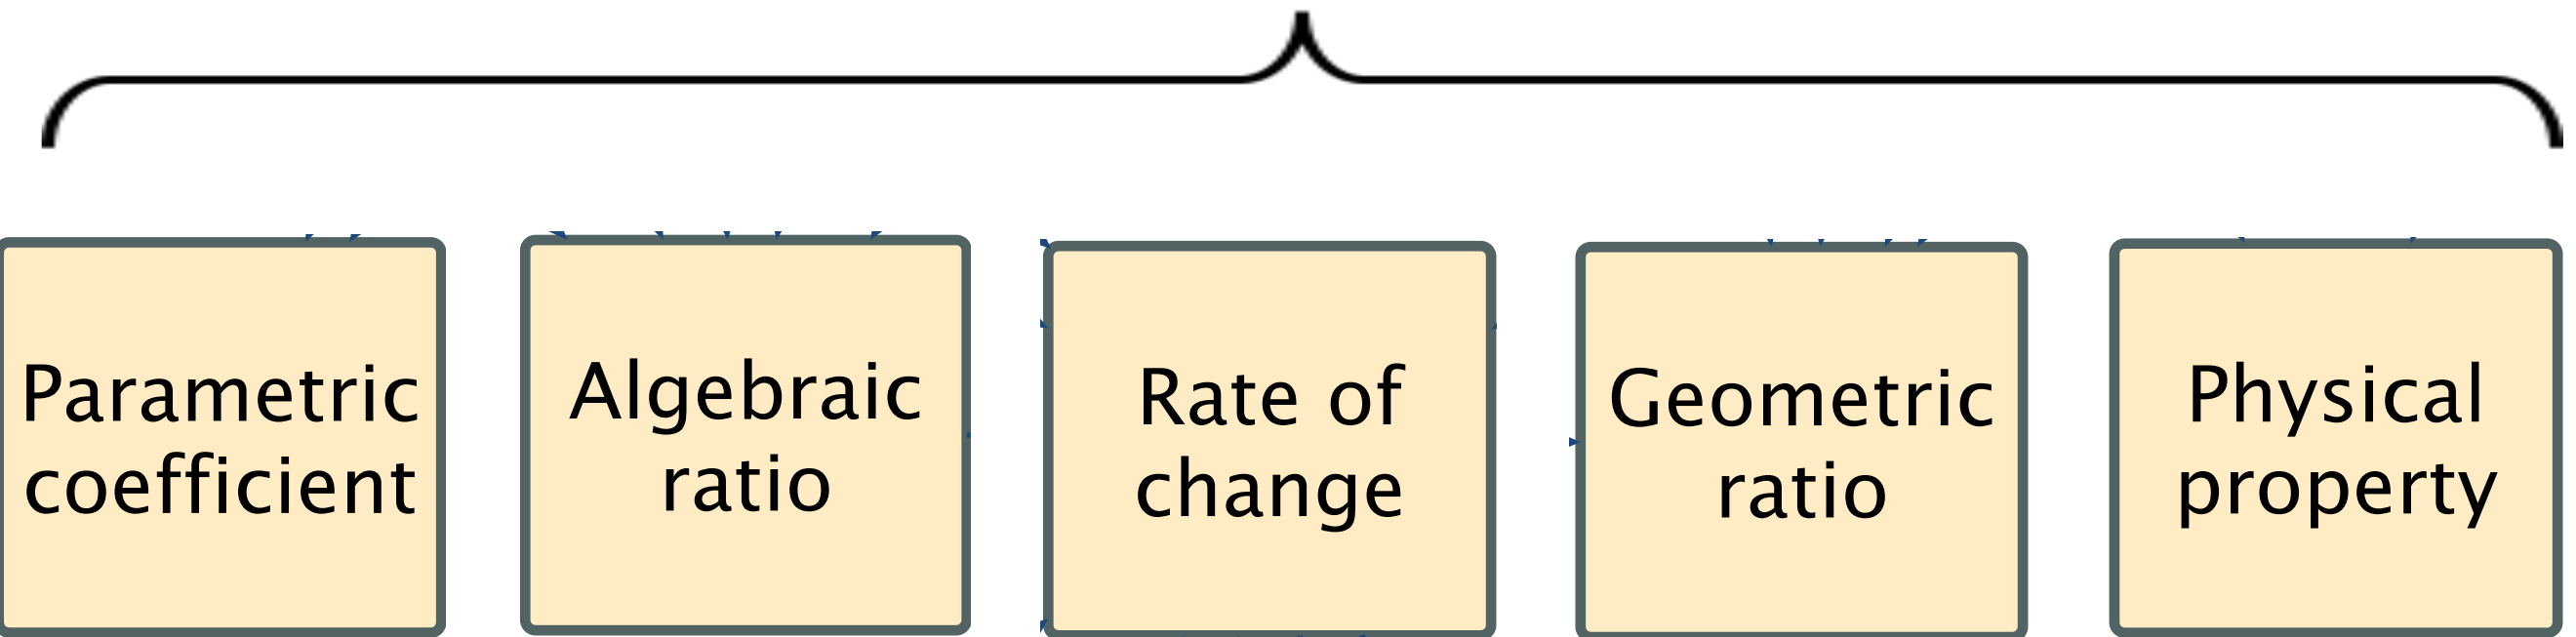 Parametric
coefficient
Algebraic
ratio
Rate of
change
Geometric
ratio
Physical
property